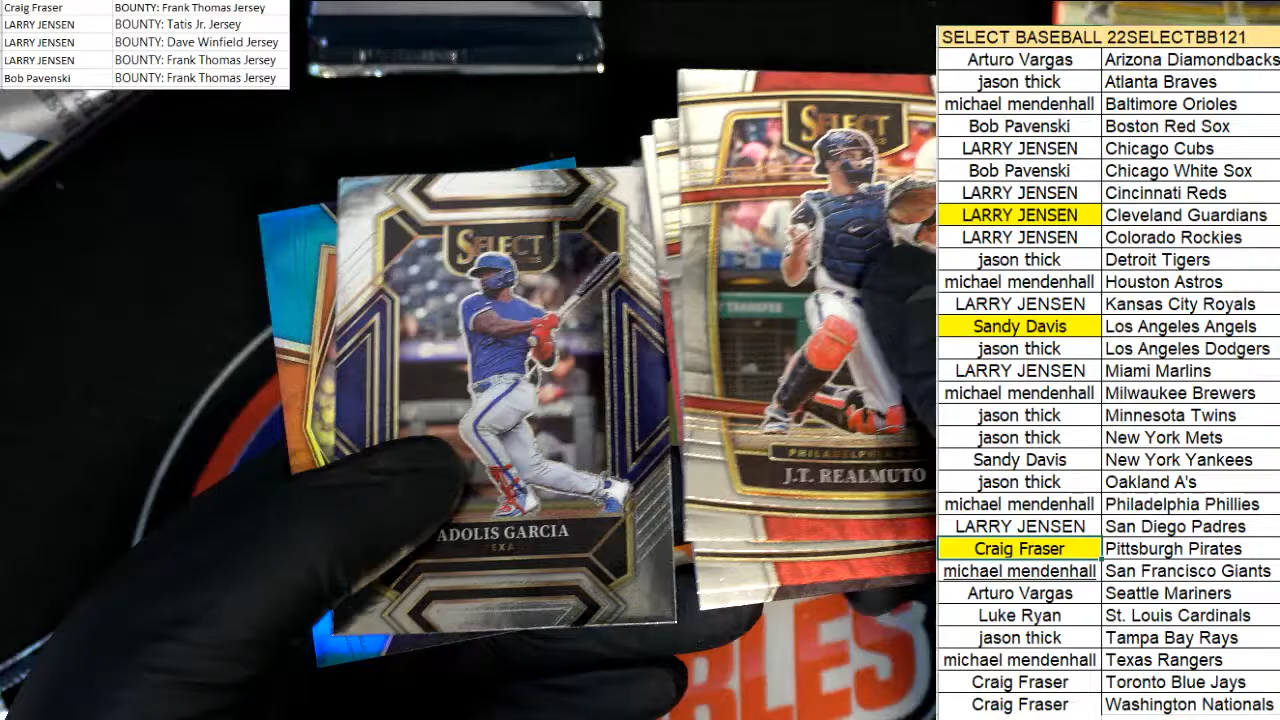 Craig Fraser BOUNTY: Frank Thomas Jersey
LARRY JENSEN BOUNTY: Tatis Jr. Jersey
LARRY JENSEN BOUNTY: Dave Winfield Jersey
LARRY JENSEN BOUNTY: Frank Thomas Jersey
Bob Pavenski BOUNTY: Frank Thomas Jersey
SELECT BASEBALL 22SELECTBB121
Arturo Vargas Arizona Diamondbacks
jason thick Atlanta Braves
michael mendenhall Baltimore Orioles
Bob Pavenski Boston Red Sox
LARRY JENSEN Chicago Cubs
Bob Pavenski Chicago White Sox
LARRY JENSEN Cincinnati Reds
LARRY JENSEN Cleveland Guardians
LARRY JENSEN Colorado Rockies
jason thick Detroit Tigers
michael mendenhall Houston Astros
LARRY JENSEN Kansas City Royals
Sandy Davis Los Angeles Angels
jason thick Los Angeles Dodgers
LARRY JENSEN Miami Marlins
michael mendenhall Milwaukee Brewers
jason thick Minnesota Twins
jason thick New York Mets
Sandy Davis New York Yankees
jason thick Oakland A's
michael mendenhall Philadelphia Phillies
LARRY JENSEN San Diego Padres
Craig Fraser Pittsburgh Pirates
michael mendenhall San Francisco Giants
Arturo Vargas Seattle Mariners
Luke Ryan St. Louis Cardinals
jason thick Tampa Bay Rays
michael mendenhall Texas Rangers
Craig Fraser Toronto Blue Jays
Craig Fraser Washington Nationals
SELECT
ADOLIS GARCIA
SELECT
J.T. REALMUTO
BLES